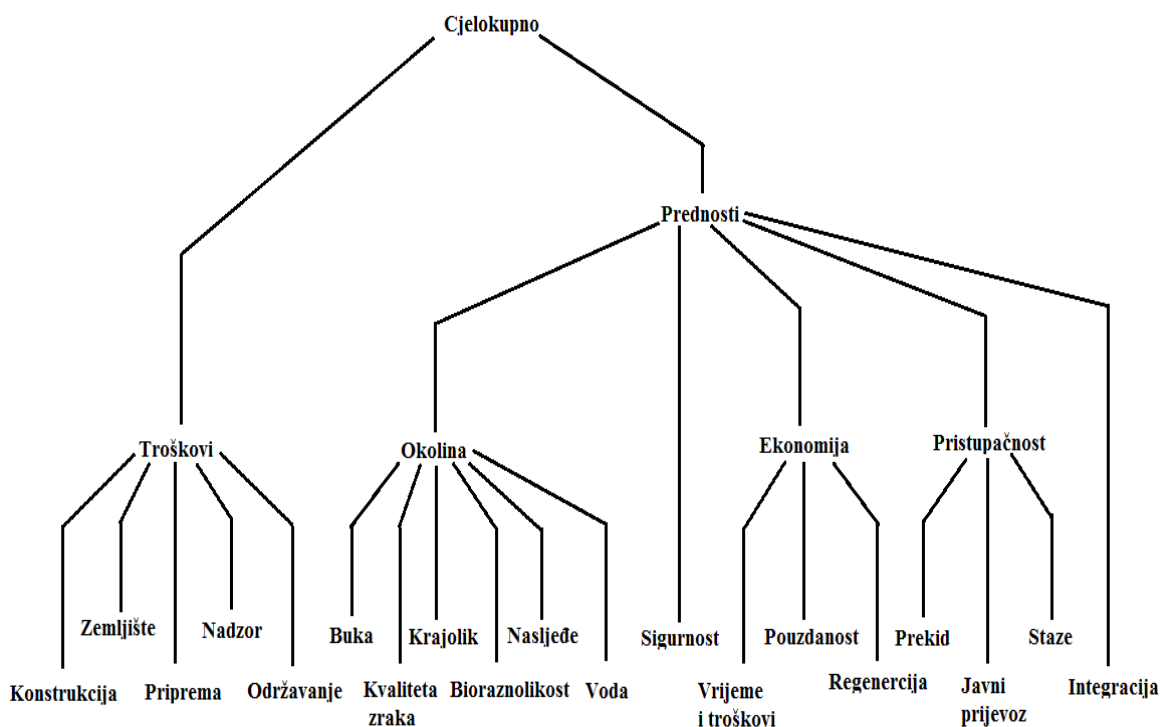 Cjelokupno
Prednosti
Troškovi
Okolina
Ekonomija
Pristupačnost
Zemljište
Nadzor
Buka
Krajolik
Nasljeđe
Sigurnost
Pouzdanost
Prekid
Staze
Konstrukcija
Priprema
Održavanje
Kvaliteta
zraka
Bioraznolikost
Voda
Vrijeme
i troškovi
Regenercija
Javni
prijevoz
Integracija